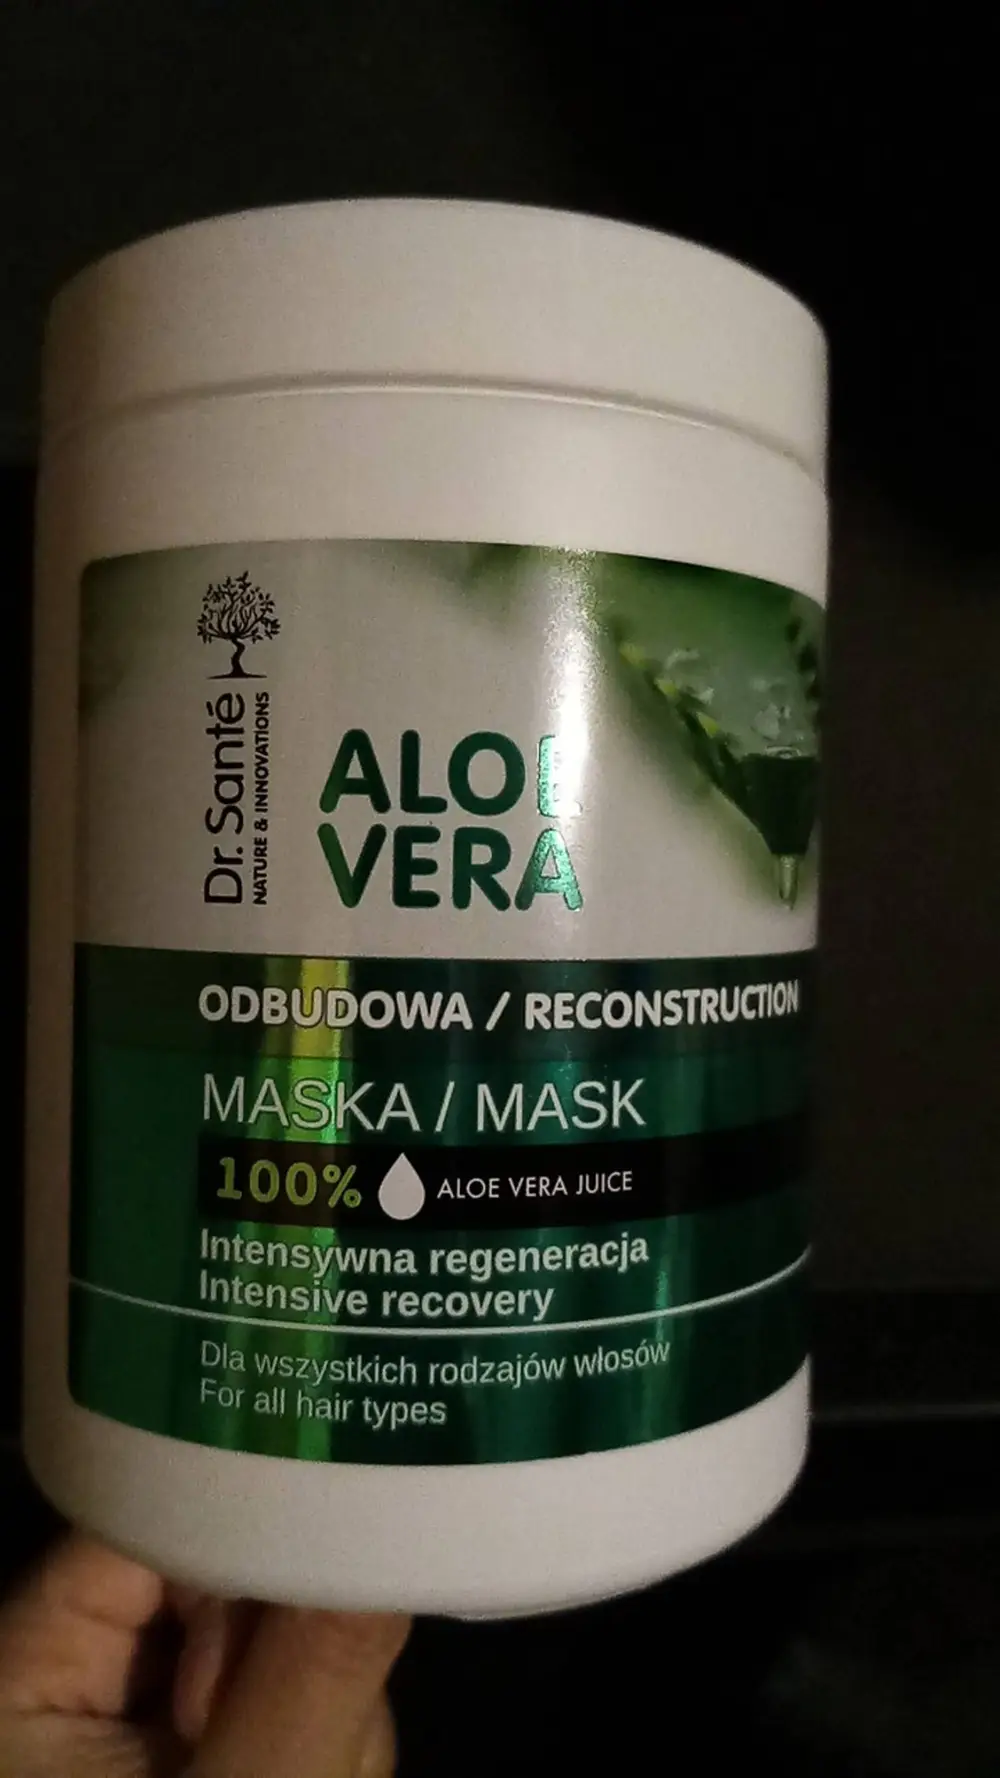 Dr. Santé
NATURE & INNOVATIONS
ALOE
VERA
ODBUDOWA / RECONSTRUCTION
MASKA / MASK
100% ALOE VERA JUICE
Intensywna regeneracja
Intensive recovery
Dla wszystkich rodzajów włosów
For all hair types